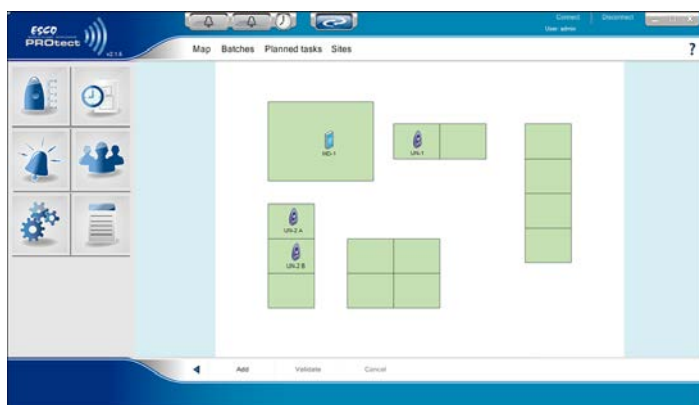 ESCO
PROtect
v2.1.6
Connect
Disconnect
User: admin
Map Batches Planned tasks Sites
?
MD-1
UN-1
UN-2 A
UN-2 B
Add Validate Cancel